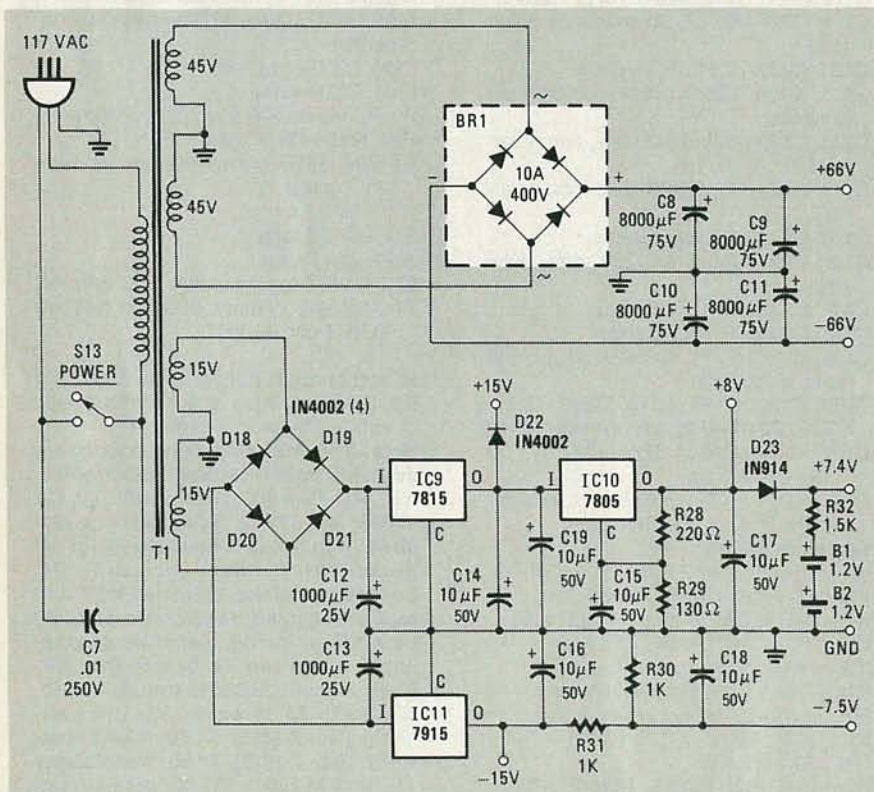 117 VAC
45V
45V
BR1
~
10A
400V
~
−
+
+66V
C8
8000μF
75V
C9
8000μF
75V
C10
8000μF
75V
C11
8000μF
75V
−66V
S13
POWER
15V
15V
T1
C7
.01
250V
IN4002 (4)
D18
D19
D20
D21
C12
+
1000μF
25V
C13
+
1000μF
25V
I
IC9
7815
O
C
I
IC11
7915
O
C
+15V
D22
IN4002
C14
+
10μF
50V
C19
+
10μF
50V
I
IC10
7805
O
C
C15
+
10μF
50V
R28
220Ω
R29
130Ω
+8V
D23
IN914
C17
+
10μF
50V
+7.4V
R32
1.5K
B1
+
1.2V
B2
+
1.2V
GND
C16
+
10μF
50V
R30
1K
R31
1K
C18
+
10μF
50V
−15V
−7.5V